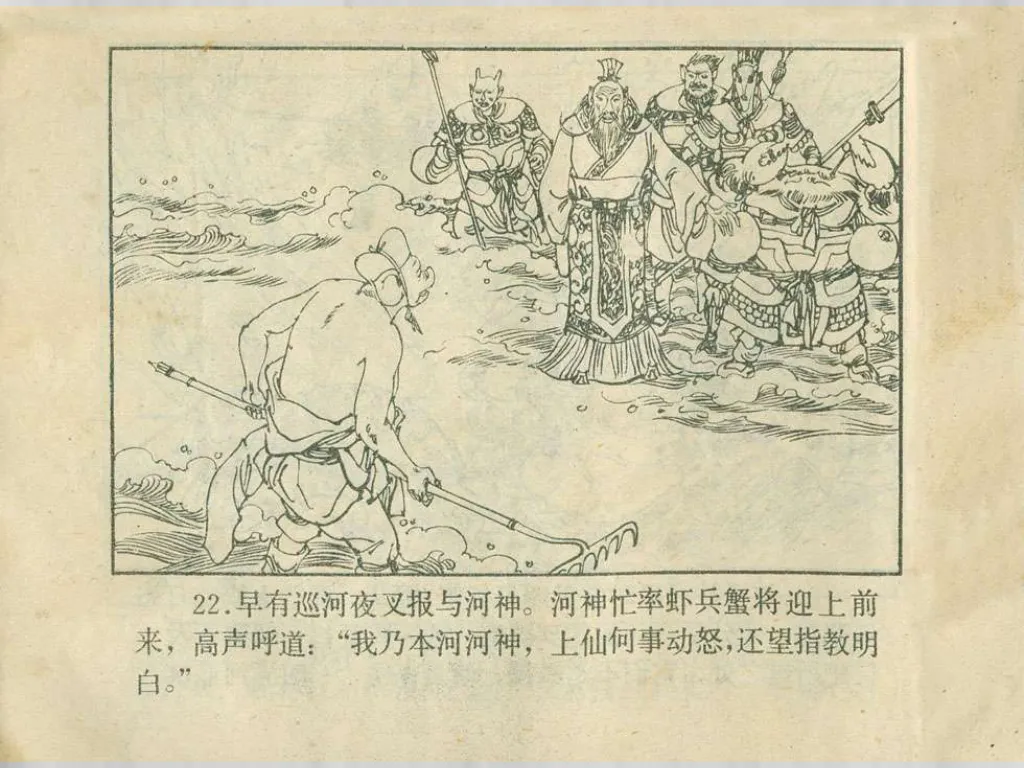 22.早有巡河夜叉报与河神。河神忙率虾兵蟹将迎上前
来，高声呼道：“我乃本河河神，上仙何事动怒，还望指教明
白。”